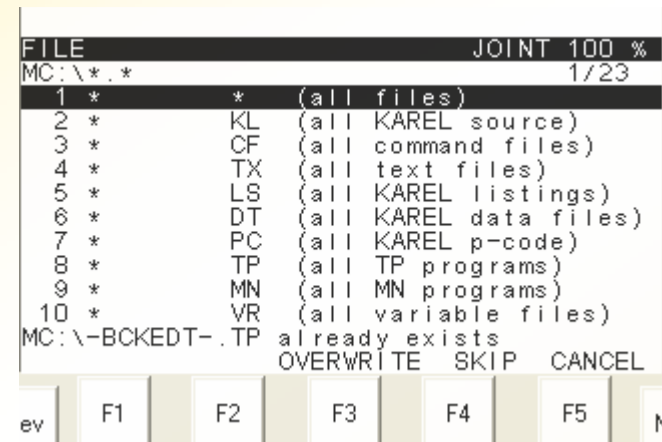 FILE JOINT 100 %
MC:\*.* 1/23
1 * * (all files)
2 * KL (all KAREL source)
3 * CF (all command files)
4 * TX (all text files)
5 * LS (all KAREL listings)
6 * DT (all KAREL data files)
7 * PC (all KAREL p-code)
8 * TP (all TP programs)
9 * MN (all MN programs)
10 * VR (all variable files)
MC:\-BCKEDT-.TP already exists
OVERWRITE SKIP CANCEL
ev F1 F2 F3 F4 F5